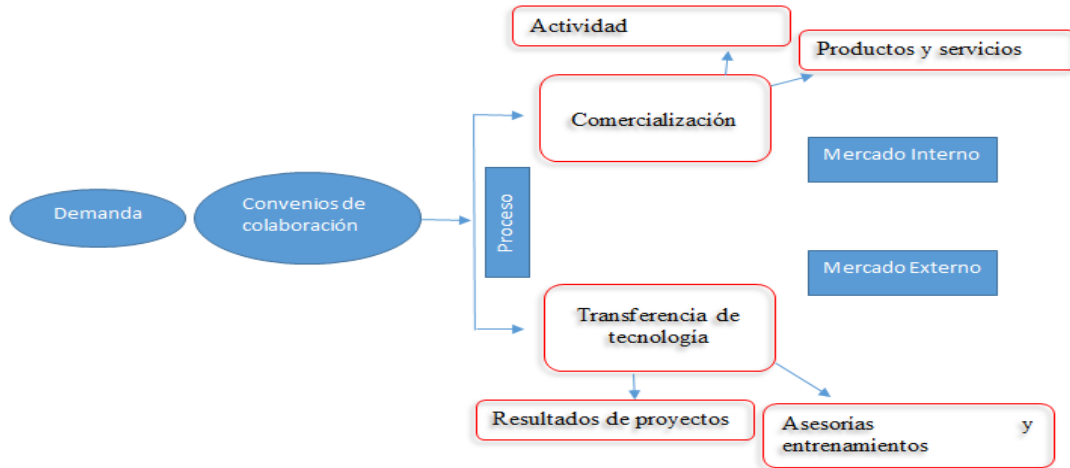 Actividad
Productos y servicios
Comercialización
Mercado Interno
Demanda
Convenios de
colaboración
Proceso
Mercado Externo
Transferencia de
tecnología
Resultados de proyectos
Asesorías y
entrenamientos